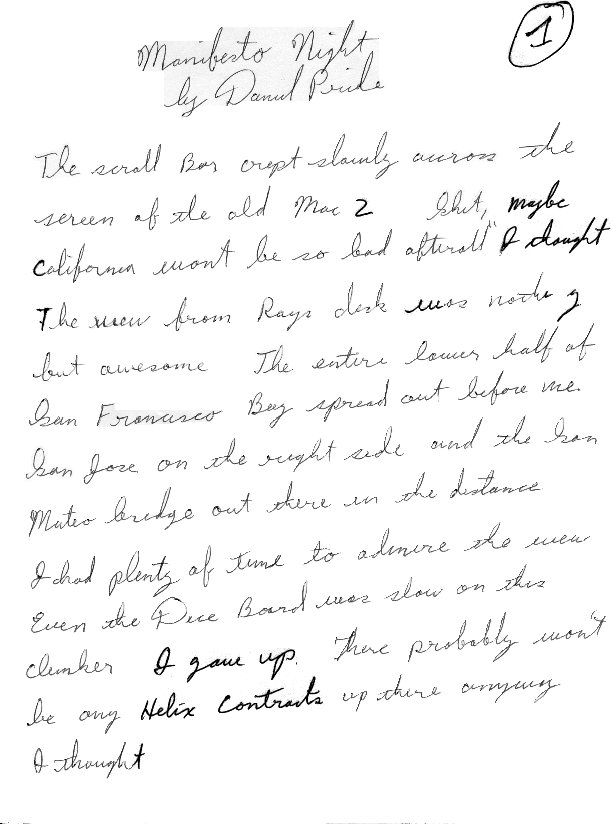 1
Manifesto Night
by Danul Pride
The scroll Bar crept slowly across the
screen of the old Mac 2 Shit, maybe
California wont be so bad afterall" I thought
The view from Rays desk was nothing
but awesome The entire lower half of
San Francisco Bay spread out before me.
San Jose on the right side and the San
Mateo bridge out there in the distance
I had plenty of time to admire the view
Even the Dice Board was slow on this
clunker I gave up. There probably won't
be any Helix Contracts up there anyway
I thought